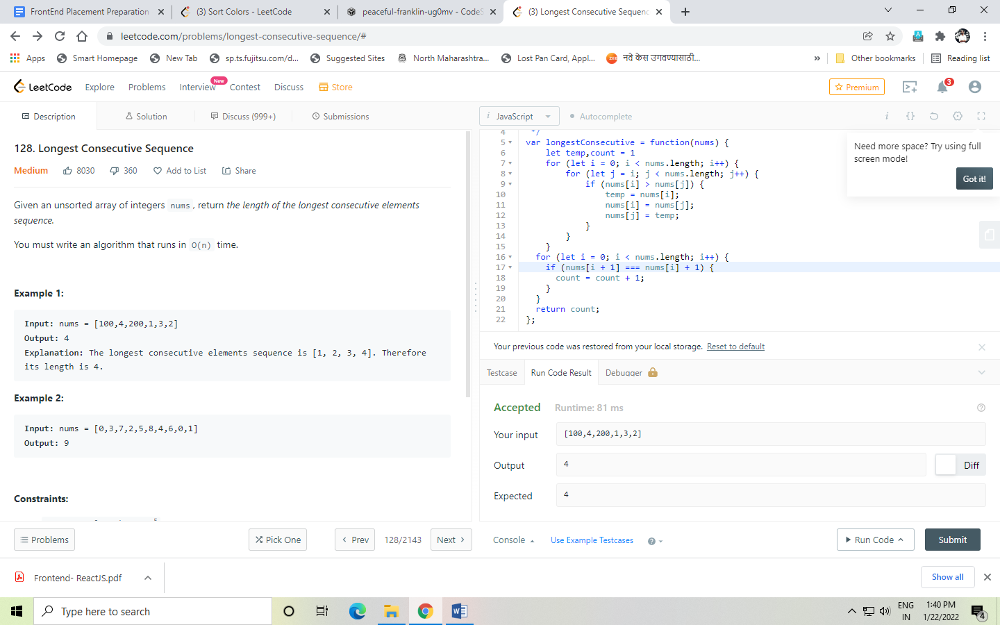 FrontEnd Placement Preparation
(3) Sort Colors - LeetCode
peaceful-franklin-ug0mv - CodeS
(3) Longest Consecutive Sequenc
leetcode.com/problems/longest-consecutive-sequence/#
Apps
Smart Homepage
New Tab
sp.ts.fujitsu.com/d...
Suggested Sites
North Maharashtra...
Lost Pan Card, Appl...
नवे केस उगवण्यासाठी...
»
Other bookmarks
Reading list
LeetCode
Explore
Problems
Interview
New
Contest
Discuss
Store
Premium
3
Description
Solution
Discuss (999+)
Submissions
i JavaScript
Autocomplete
128. Longest Consecutive Sequence
Medium
8030
360
Add to List
Share
Given an unsorted array of integers nums, return the length of the longest consecutive elements
sequence.
You must write an algorithm that runs in O(n) time.
Example 1:
Input: nums = [100,4,200,1,3,2]
Output: 4
Explanation: The longest consecutive elements sequence is [1, 2, 3, 4]. Therefore
its length is 4.
Example 2:
Input: nums = [0,3,7,2,5,8,4,6,0,1]
Output: 9
Constraints:
4 */
5 var longestConsecutive = function(nums) {
6 let temp,count = 1
7 for (let i = 0; i < nums.length; i++) {
8 for (let j = i; j < nums.length; j++) {
9 if (nums[i] > nums[j]) {
10 temp = nums[i];
11 nums[i] = nums[j];
12 nums[j] = temp;
13 }
14 }
15 }
16 for (let i = 0; i < nums.length; i++) {
17 if (nums[i + 1] === nums[i] + 1) {
18 count = count + 1;
19 }
20 }
21 return count;
22 };
Need more space? Try using full
screen mode!
Got it!
Your previous code was restored from your local storage. Reset to default
Testcase
Run Code Result
Debugger
Accepted
Runtime: 81 ms
Your input
[100,4,200,1,3,2]
Output
4
Diff
Expected
4
Problems
Pick One
Prev
128/2143
Next
Console
Use Example Testcases
Run Code
Submit
Frontend- ReactJS.pdf
Show all
Type here to search
ENG
IN
1:40 PM
1/22/2022
4